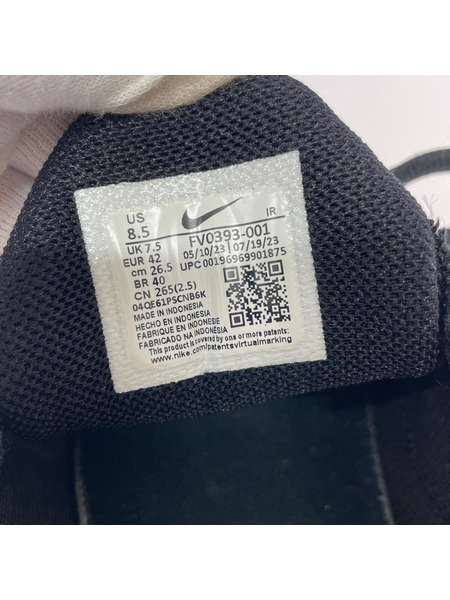 US
8.5
IR
UK 7.5
FV0393-001
EUR 42
05/10/23 07/19/23
cm 26.5
UPC 00196969901875
BR 40
CN 265(2.5)
04QE61PSCNB6K
MADE IN INDONESIA
HECHO EN INDONESIA
FABRIQUE EN INDONESIE
FABRICADO NA INDONÉSIA
This product is covered by one or more patents:
www.nike.com/patentsvirtualmarking